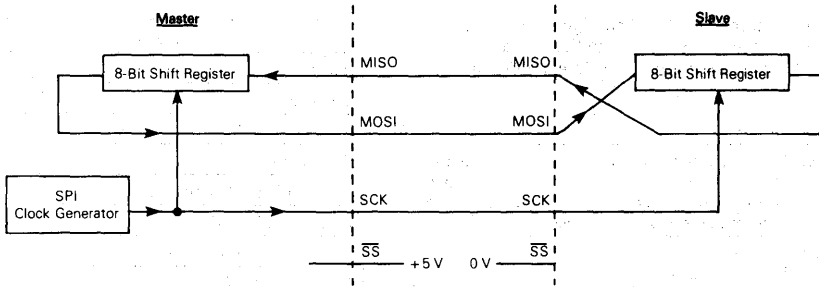 Master
Slave
8-Bit Shift Register
MISO
MISO
8-Bit Shift Register
MOSI
MOSI
SPI
Clock Generator
SCK
SCK
SS
+5 V
0 V
SS